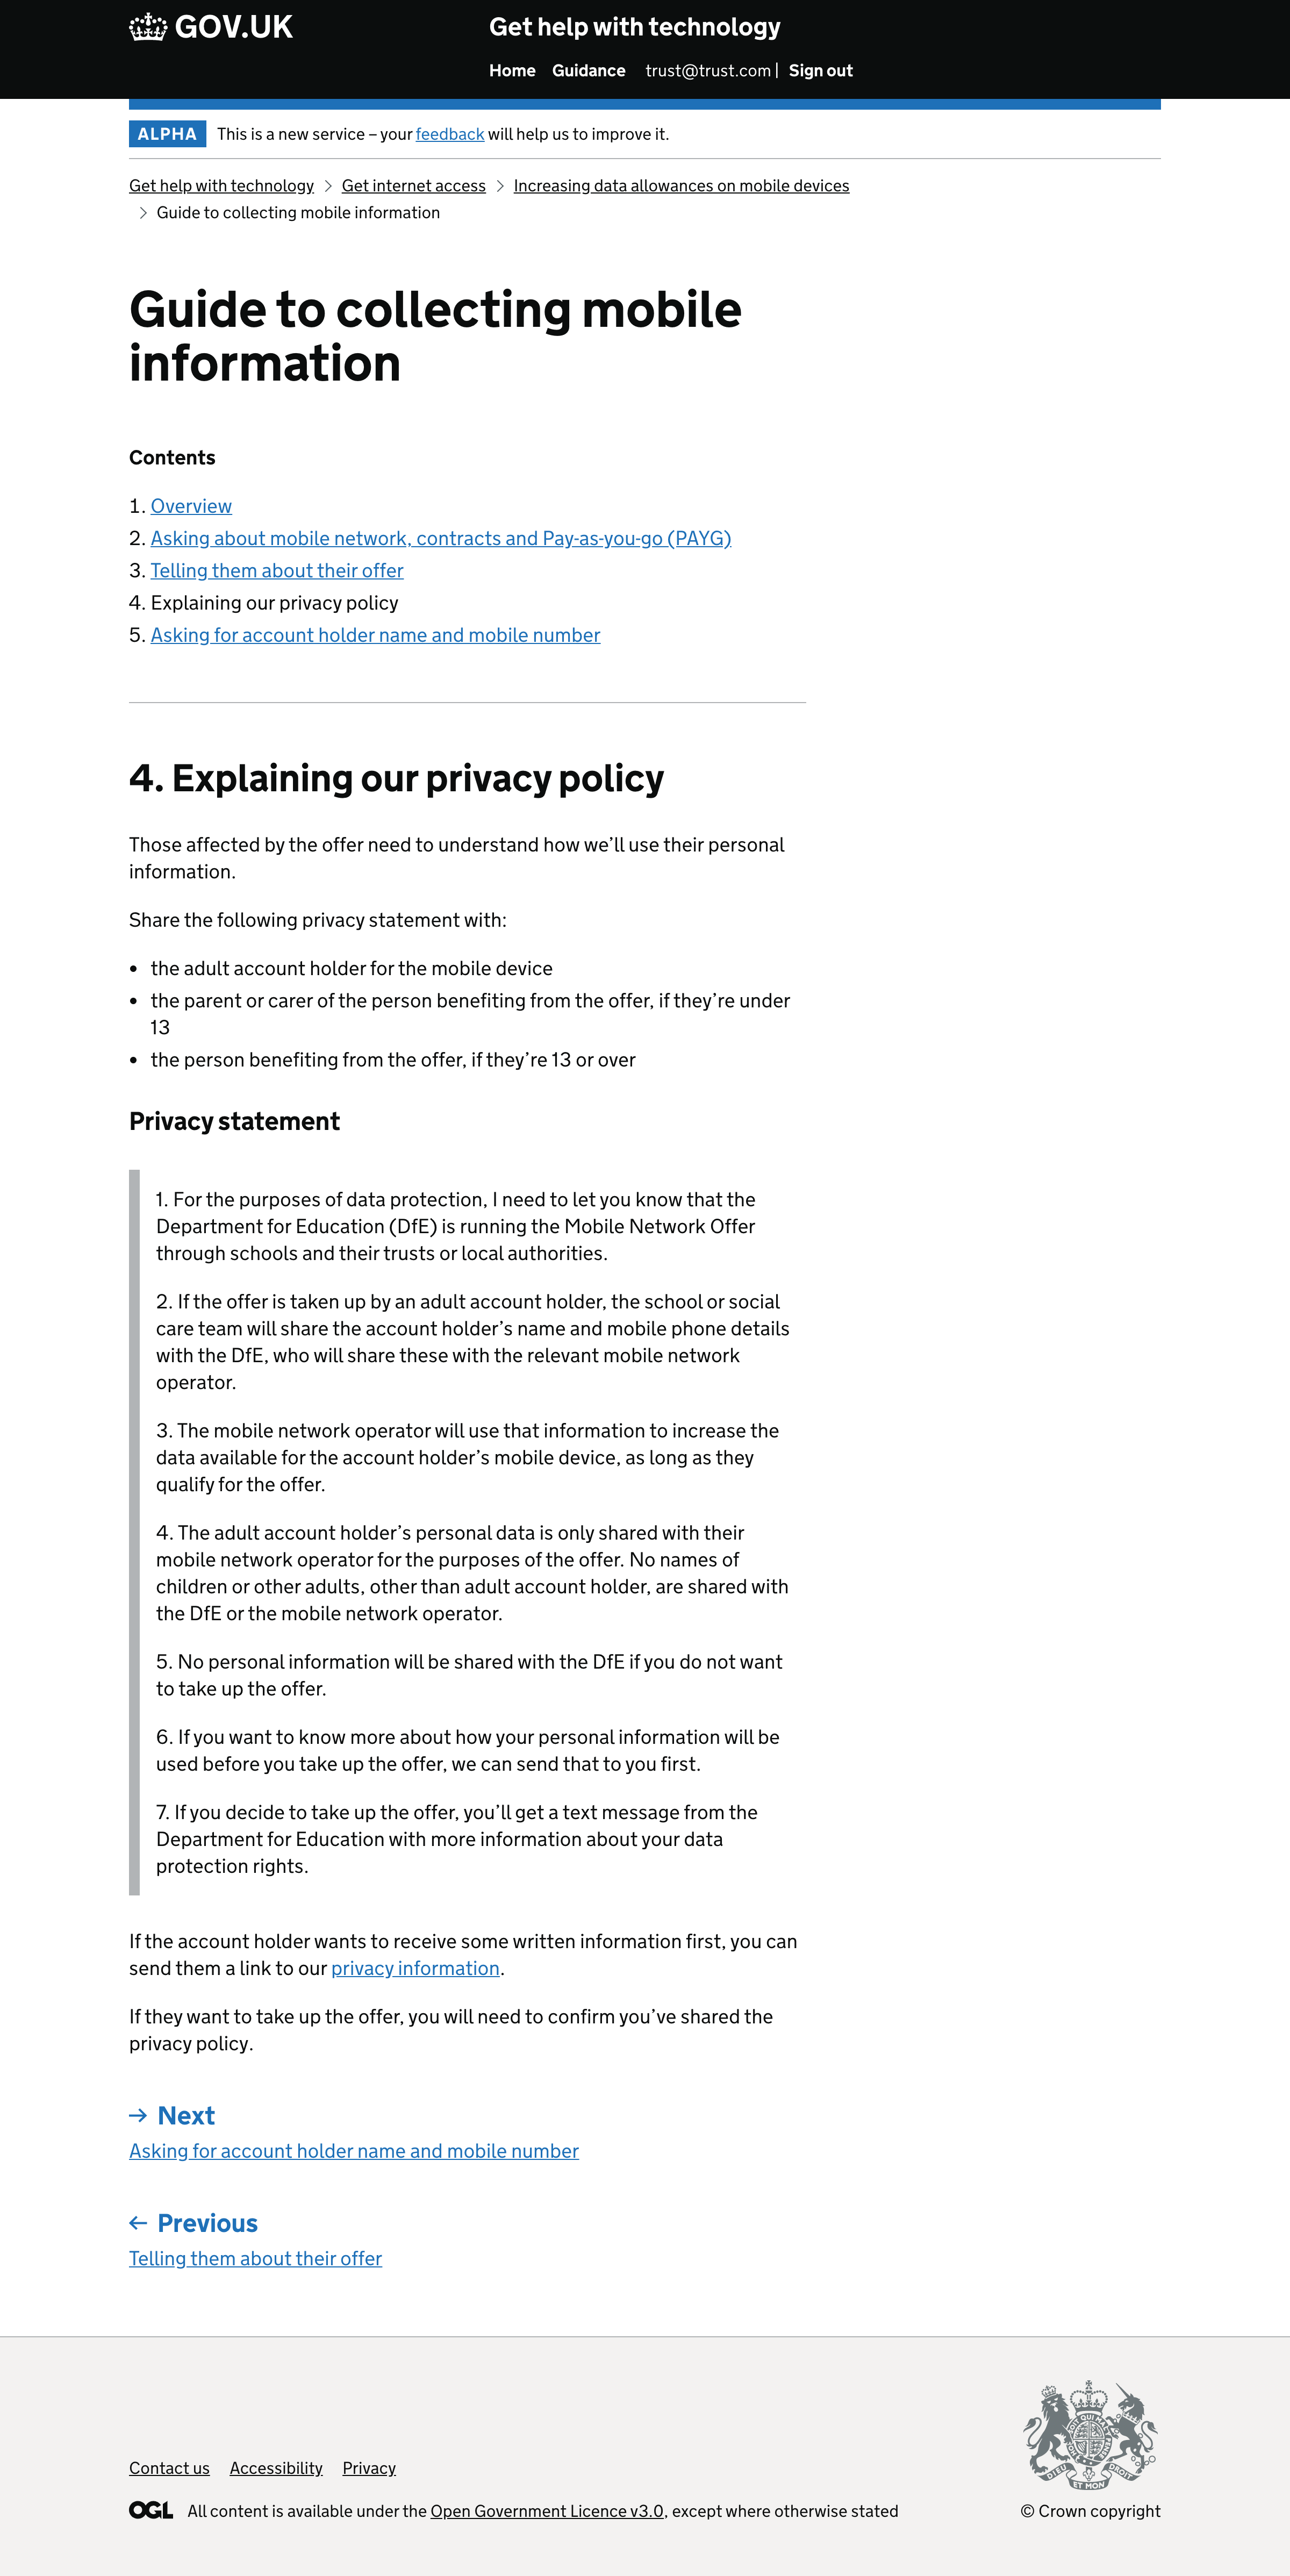 GOV.UK
Get help with technology
Home Guidance trust@trust.com | Sign out
ALPHA This is a new service – your feedback will help us to improve it.
Get help with technology > Get internet access > Increasing data allowances on mobile devices
> Guide to collecting mobile information
Guide to collecting mobile
information
Contents
1. Overview
2. Asking about mobile network, contracts and Pay-as-you-go (PAYG)
3. Telling them about their offer
4. Explaining our privacy policy
5. Asking for account holder name and mobile number
4. Explaining our privacy policy
Those affected by the offer need to understand how we’ll use their personal
information.
Share the following privacy statement with:
• the adult account holder for the mobile device
• the parent or carer of the person benefiting from the offer, if they’re under
13
• the person benefiting from the offer, if they’re 13 or over
Privacy statement
1. For the purposes of data protection, I need to let you know that the
Department for Education (DfE) is running the Mobile Network Offer
through schools and their trusts or local authorities.
2. If the offer is taken up by an adult account holder, the school or social
care team will share the account holder’s name and mobile phone details
with the DfE, who will share these with the relevant mobile network
operator.
3. The mobile network operator will use that information to increase the
data available for the account holder’s mobile device, as long as they
qualify for the offer.
4. The adult account holder’s personal data is only shared with their
mobile network operator for the purposes of the offer. No names of
children or other adults, other than adult account holder, are shared with
the DfE or the mobile network operator.
5. No personal information will be shared with the DfE if you do not want
to take up the offer.
6. If you want to know more about how your personal information will be
used before you take up the offer, we can send that to you first.
7. If you decide to take up the offer, you’ll get a text message from the
Department for Education with more information about your data
protection rights.
If the account holder wants to receive some written information first, you can
send them a link to our privacy information.
If they want to take up the offer, you will need to confirm you’ve shared the
privacy policy.
→ Next
Asking for account holder name and mobile number
← Previous
Telling them about their offer
Contact us Accessibility Privacy
OGL All content is available under the Open Government Licence v3.0, except where otherwise stated
DIEU ET MON DROIT
© Crown copyright